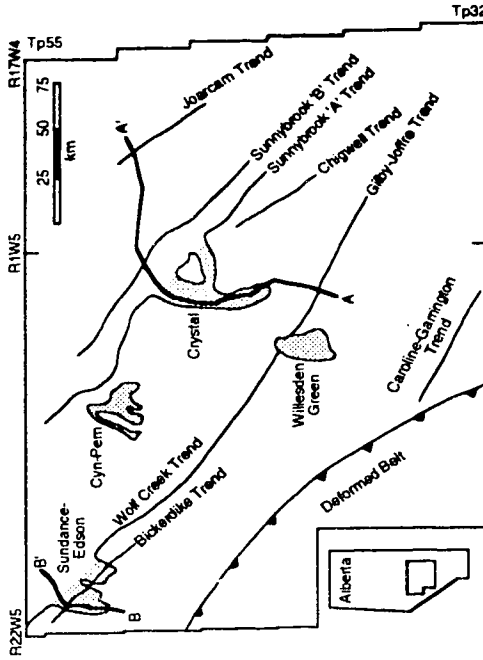 R17W4
Tp55
Tp32
75
50
25
km
Joarcam Trend
A'
Sunnybrook 'B' Trend
Sunnybrook 'A' Trend
Chigwell Trend
Gilby-Joffre Trend
R1W5
Crystal
A
Willesden
Green
Caroline-Garrington
Trend
Cyn-Pem
Wolf Creek Trend
Bickerdike Trend
Deformed Belt
Sundance-
Edson
B'
B
R22W5
Alberta